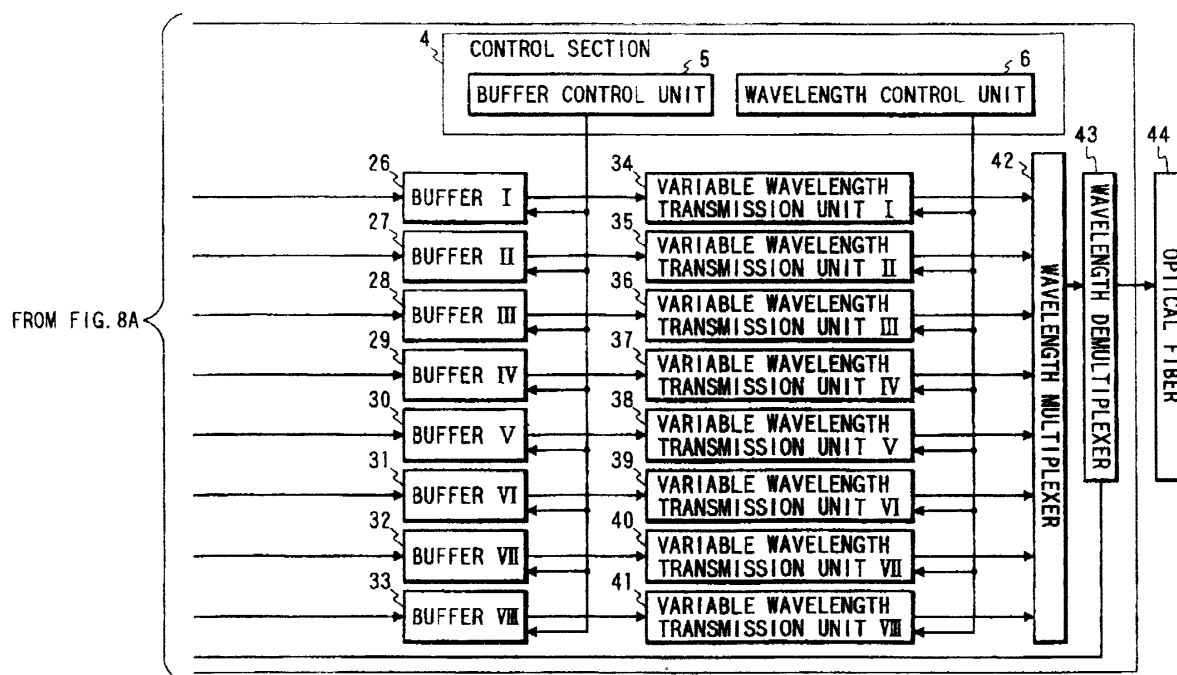 4
CONTROL SECTION
5
BUFFER CONTROL UNIT
6
WAVELENGTH CONTROL UNIT
FROM FIG. 8A
26
BUFFER I
27
BUFFER II
28
BUFFER III
29
BUFFER IV
30
BUFFER V
31
BUFFER VI
32
BUFFER VII
33
BUFFER VIII
34
VARIABLE WAVELENGTH
TRANSMISSION UNIT I
35
VARIABLE WAVELENGTH
TRANSMISSION UNIT II
36
VARIABLE WAVELENGTH
TRANSMISSION UNIT III
37
VARIABLE WAVELENGTH
TRANSMISSION UNIT IV
38
VARIABLE WAVELENGTH
TRANSMISSION UNIT V
39
VARIABLE WAVELENGTH
TRANSMISSION UNIT VI
40
VARIABLE WAVELENGTH
TRANSMISSION UNIT VII
41
VARIABLE WAVELENGTH
TRANSMISSION UNIT VIII
42
WAVELENGTH MULTIPLEXER
43
WAVELENGTH DEMULTIPLEXER
44
OPTICAL FIBER